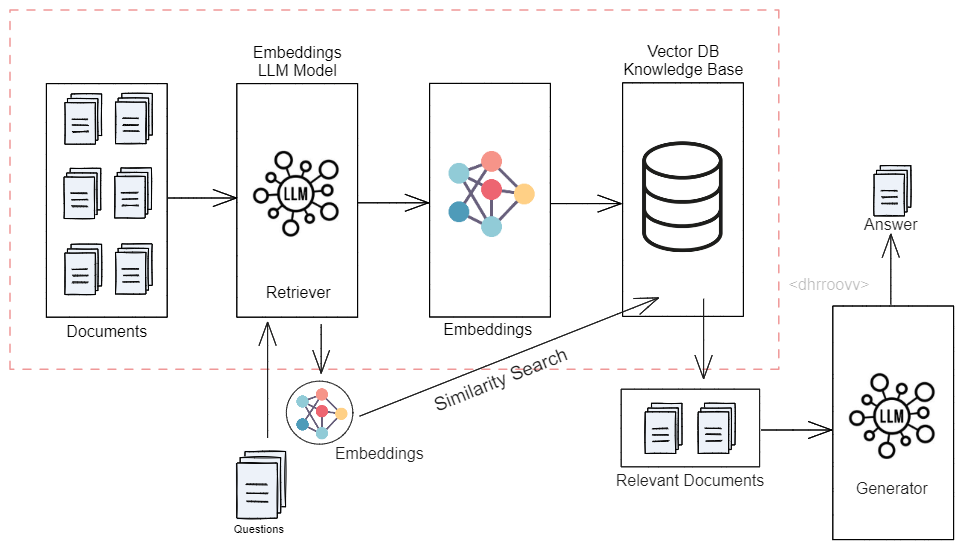 Embeddings
LLM Model
Vector DB
Knowledge Base
LLM
Retriever
Documents
Embeddings
Answer
<dhrroovv>
Similarity Search
Embeddings
LLM
Relevant Documents
Generator
Questions